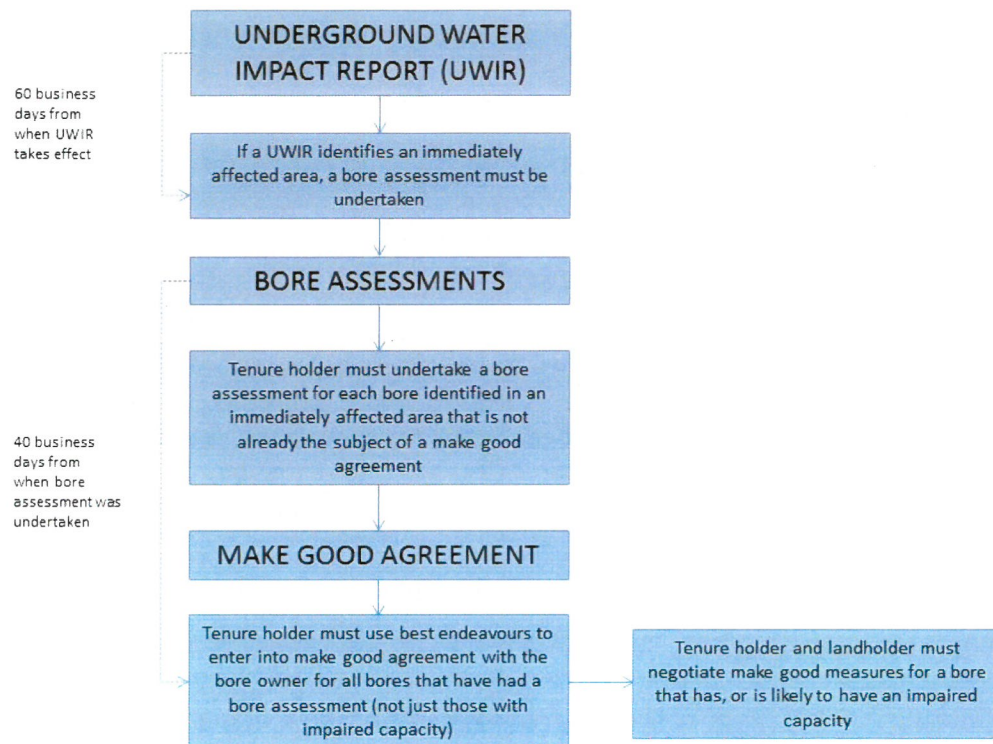 UNDERGROUND WATER
IMPACT REPORT (UWIR)
60 business
days from
when UWIR
takes effect
If a UWIR identifies an immediately
affected area, a bore assessment must be
undertaken
BORE ASSESSMENTS
Tenure holder must undertake a bore
assessment for each bore identified in an
immediately affected area that is not
already the subject of a make good
agreement
40 business
days from
when bore
assessment was
undertaken
MAKE GOOD AGREEMENT
Tenure holder must use best endeavours to
enter into make good agreement with the
bore owner for all bores that have had a
bore assessment (not just those with
impaired capacity)
Tenure holder and landholder must
negotiate make good measures for a bore
that has, or is likely to have an impaired
capacity